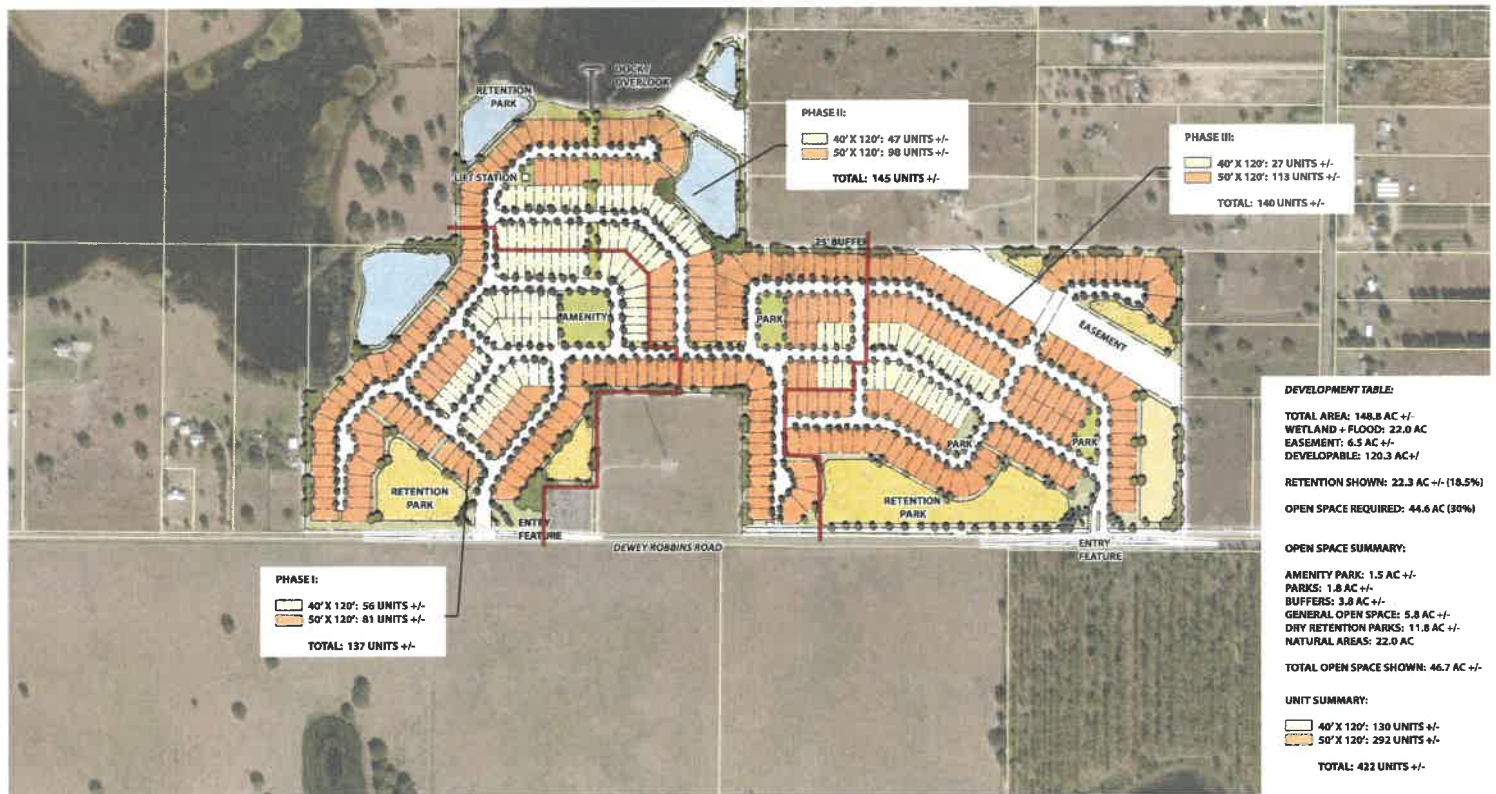 DOCK/
OVERLOOK
RETENTION
PARK
PHASE II:
40' X 120': 47 UNITS +/-
50' X 120': 98 UNITS +/-
TOTAL: 145 UNITS +/-
PHASE III:
40' X 120': 27 UNITS +/-
50' X 120': 113 UNITS +/-
TOTAL: 140 UNITS +/-
LIFT STATION
25' BUFFER
AMENITY
PARK
EASEMENT
PARK
PARK
RETENTION
PARK
RETENTION
PARK
ENTRY
FEATURE
DEWEY ROBBINS ROAD
ENTRY
FEATURE
PHASE I:
40' X 120': 56 UNITS +/-
50' X 120': 81 UNITS +/-
TOTAL: 137 UNITS +/-
DEVELOPMENT TABLE:
TOTAL AREA: 148.8 AC +/-
WETLAND + FLOOD: 22.0 AC
EASEMENT: 6.5 AC +/-
DEVELOPABLE: 120.3 AC+/
RETENTION SHOWN: 22.3 AC +/- (18.5%)
OPEN SPACE REQUIRED: 44.6 AC (30%)
OPEN SPACE SUMMARY:
AMENITY PARK: 1.5 AC +/-
PARKS: 1.8 AC +/-
BUFFERS: 3.8 AC +/-
GENERAL OPEN SPACE: 5.8 AC +/-
DRY RETENTION PARKS: 11.8 AC +/-
NATURAL AREAS: 22.0 AC
TOTAL OPEN SPACE SHOWN: 46.7 AC +/-
UNIT SUMMARY:
40' X 120': 130 UNITS +/-
50' X 120': 292 UNITS +/-
TOTAL: 422 UNITS +/-